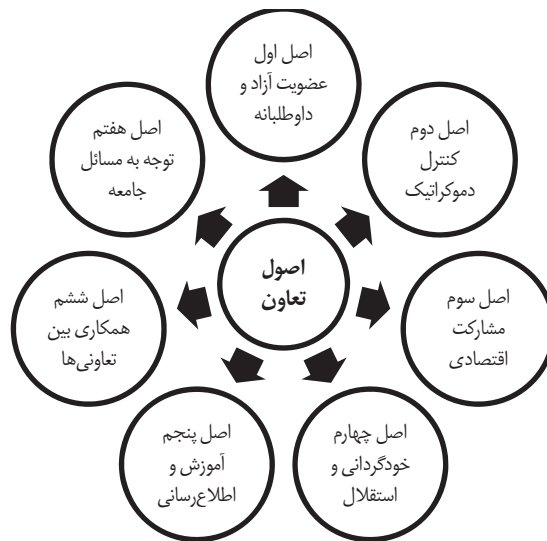 اصول
تعاون
اصل اول
عضویت آزاد و
داوطلبانه
اصل دوم
کنترل
دموکراتیک
اصل سوم
مشارکت
اقتصادی
اصل چهارم
خودگردانی و
استقلال
اصل پنجم
آموزش و
اطلاع‌رسانی
اصل ششم
همکاری بین
تعاونی‌ها
اصل هفتم
توجه به مسائل
جامعه